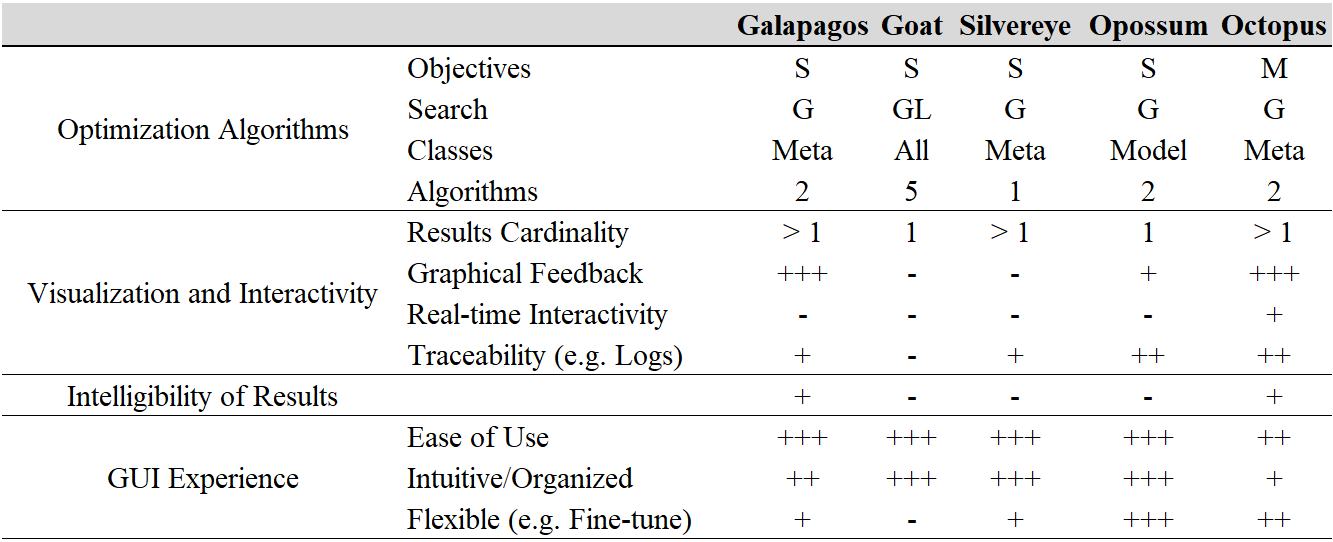 Galapagos Goat Silvereye Opossum Octopus
Optimization Algorithms
Objectives S S S S M
Search G GL G G G
Classes Meta All Meta Model Meta
Algorithms 2 5 1 2 2
Visualization and Interactivity
Results Cardinality > 1 1 > 1 1 > 1
Graphical Feedback +++ - - + +++
Real-time Interactivity - - - - +
Traceability (e.g. Logs) + - + ++ ++
Intelligibility of Results + - - - +
GUI Experience
Ease of Use +++ +++ +++ +++ ++
Intuitive/Organized ++ +++ +++ +++ +
Flexible (e.g. Fine-tune) + - + +++ ++